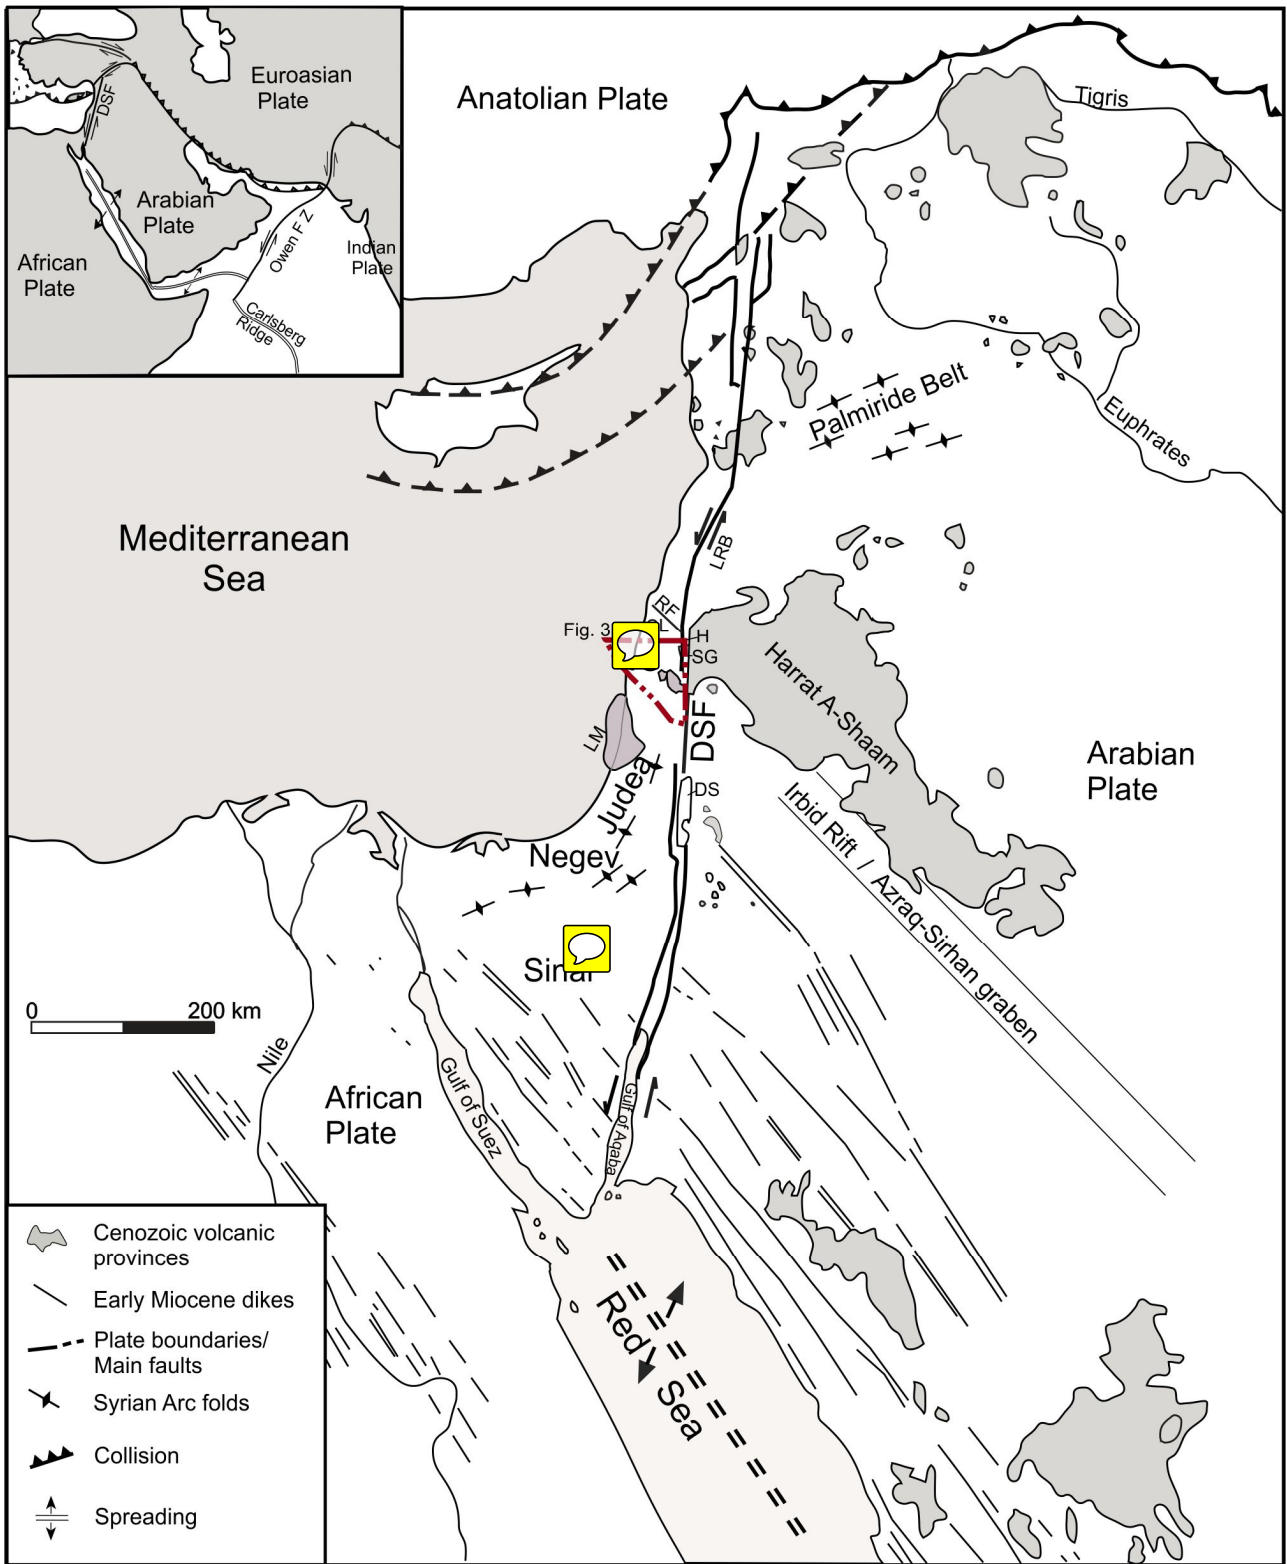 Euroasian
Plate
DSF
Arabian
Plate
African
Plate
Owen F Z
Indian
Plate
Carlsberg
Ridge
Anatolian Plate
Tigris
Palmiride Belt
Euphrates
Mediterranean
Sea
LRB
RF
Fig. 3
H
SG
Harrat A-Shaam
LM
DSF
Arabian
Plate
Judea
DS
Irbid Rift / Azraq-Sirhan graben
Negev
Sinai
0 200 km
Nile
Gulf of Suez
African
Plate
Gulf of Aqaba
Red Sea
Cenozoic volcanic
provinces
Early Miocene dikes
Plate boundaries/
Main faults
Syrian Arc folds
Collision
Spreading